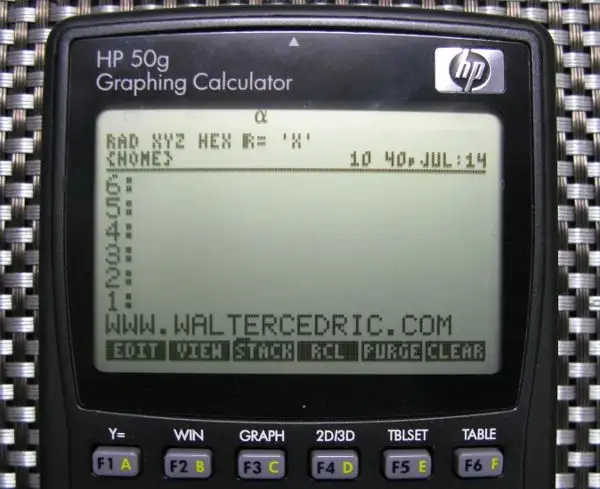 HP 50g
Graphing Calculator
hp
α
RAD XYZ HEX R= 'X'
{HOME} 10 40P JUL:14
6:
5:
4:
3:
2:
1:
WWW.WALTERCEDRIC.COM
EDIT VIEW STACK RCL PURGE CLEAR
Y= WIN GRAPH 2D/3D TBLSET TABLE
F1 A F2 B F3 C F4 D F5 E F6 F